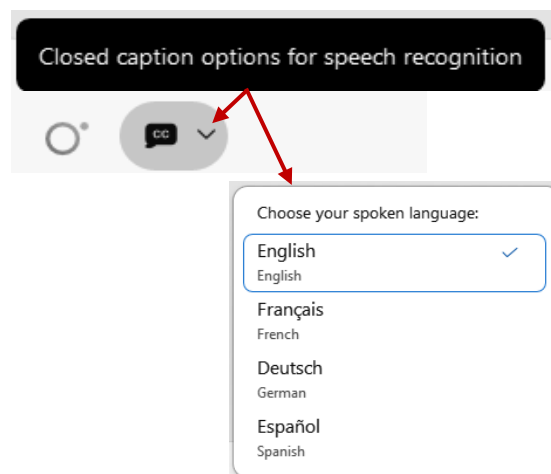 Closed caption options for speech recognition
CC
Choose your spoken language:
English
English
Français
French
Deutsch
German
Español
Spanish